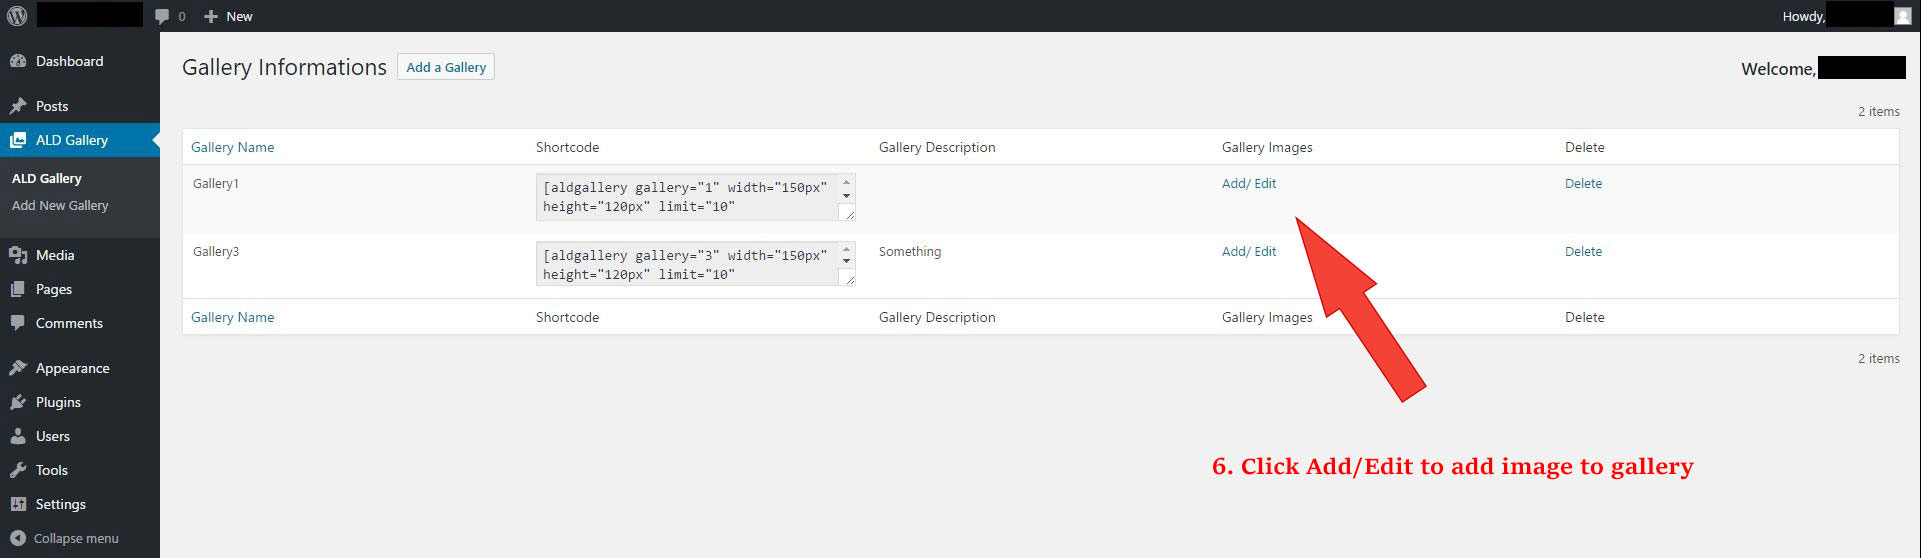 0 New Howdy,
Dashboard
Posts
ALD Gallery
ALD Gallery
Add New Gallery
Media
Pages
Comments
Appearance
Plugins
Users
Tools
Settings
Collapse menu
Gallery Informations Add a Gallery
Welcome,
2 items
Gallery Name Shortcode Gallery Description Gallery Images Delete
Gallery1 [aldgallery gallery="1" width="150px" Add/ Edit Delete
height="120px" limit="10"
Gallery3 [aldgallery gallery="3" width="150px" Something Add/ Edit Delete
height="120px" limit="10"
Gallery Name Shortcode Gallery Description Gallery Images Delete
2 items
6. Click Add/Edit to add image to gallery